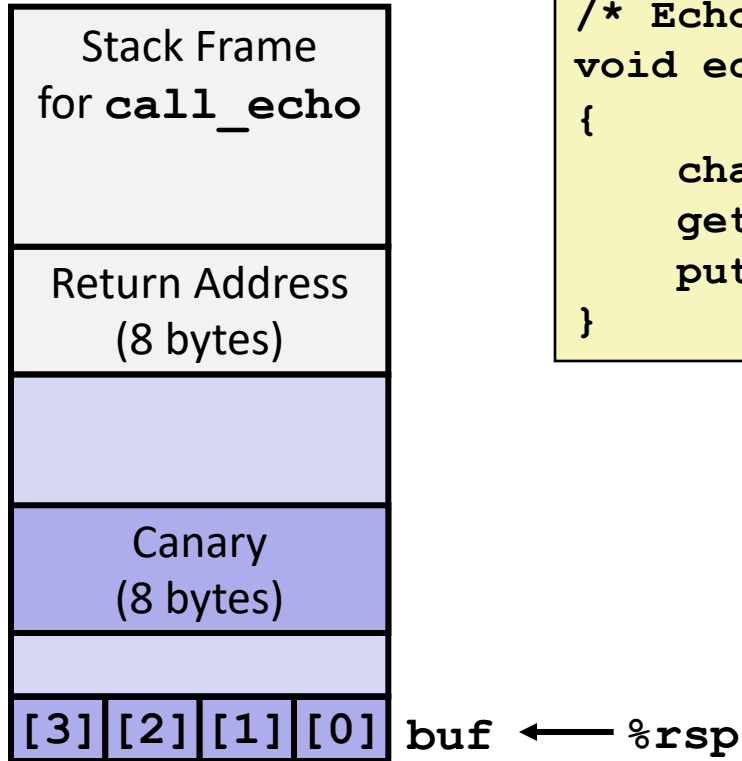 Stack Frame
for call_echo
Return Address
(8 bytes)
Canary
(8 bytes)
[3] [2] [1] [0] buf ← %rsp
/* Echo
void ec
{
cha
get
put
}